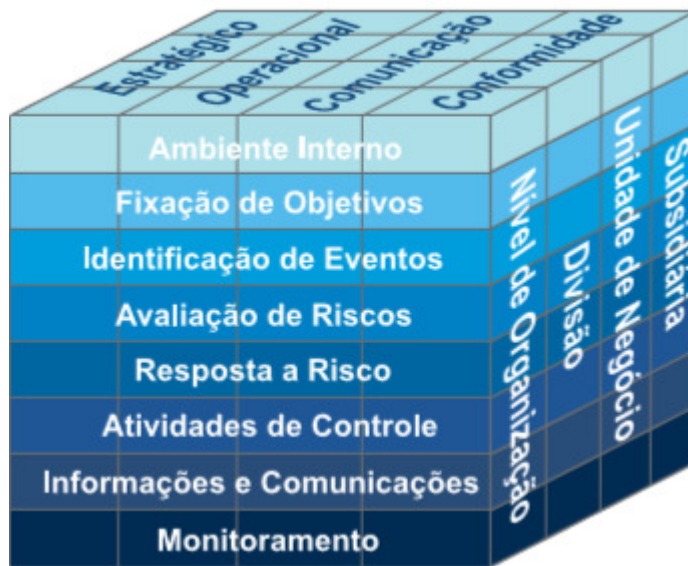 Estratégico
Operacional
Comunicação
Conformidade
Ambiente Interno
Fixação de Objetivos
Identificação de Eventos
Avaliação de Riscos
Resposta a Risco
Atividades de Controle
Informações e Comunicações
Monitoramento
Nível de Organização
Divisão
Unidade de Negócio
Subsidiária